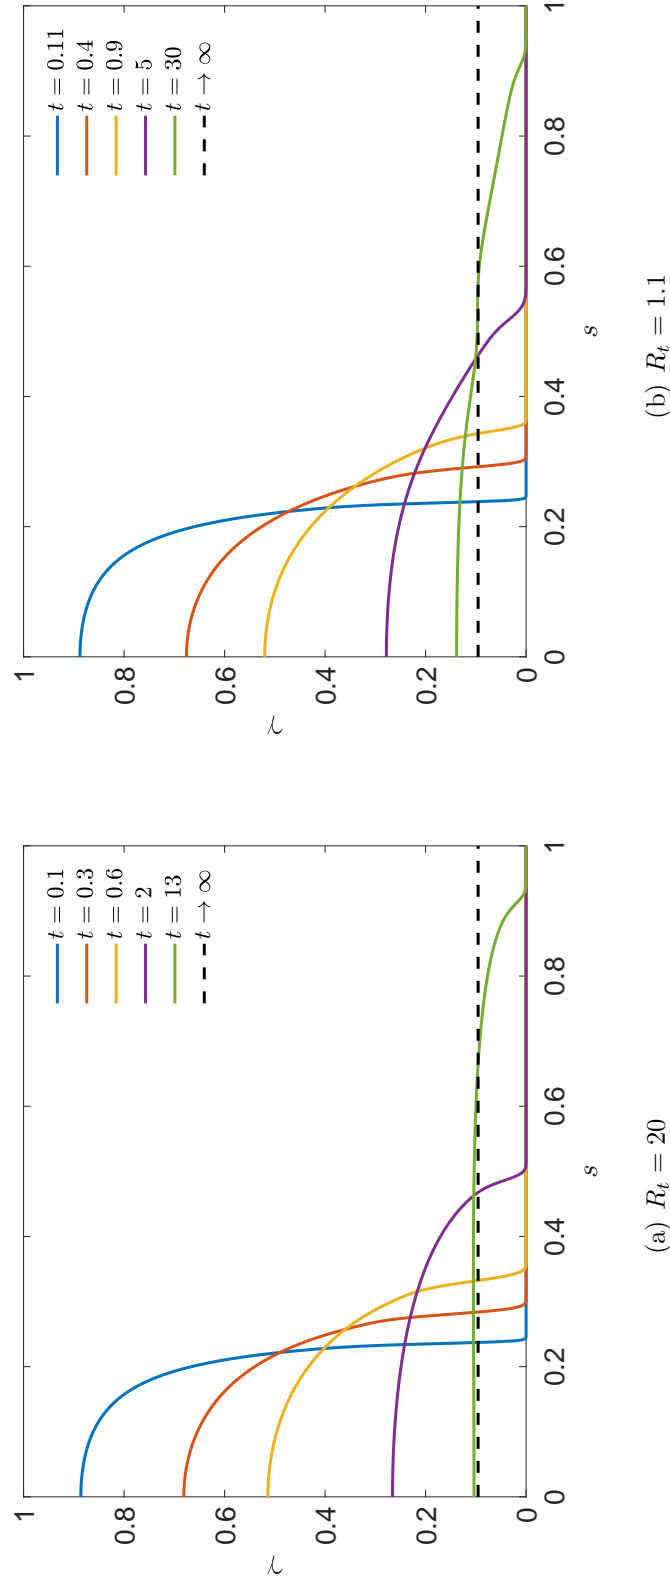 1
0.8
0.6
0.4
0.2
0
γ
0
0.2
0.4
0.6
0.8
1
s
t = 0.1
t = 0.3
t = 0.6
t = 2
t = 13
t → ∞
(a) R_t = 20
1
0.8
0.6
0.4
0.2
0
γ
0
0.2
0.4
0.6
0.8
1
s
t = 0.11
t = 0.4
t = 0.9
t = 5
t = 30
t → ∞
(b) R_t = 1.1